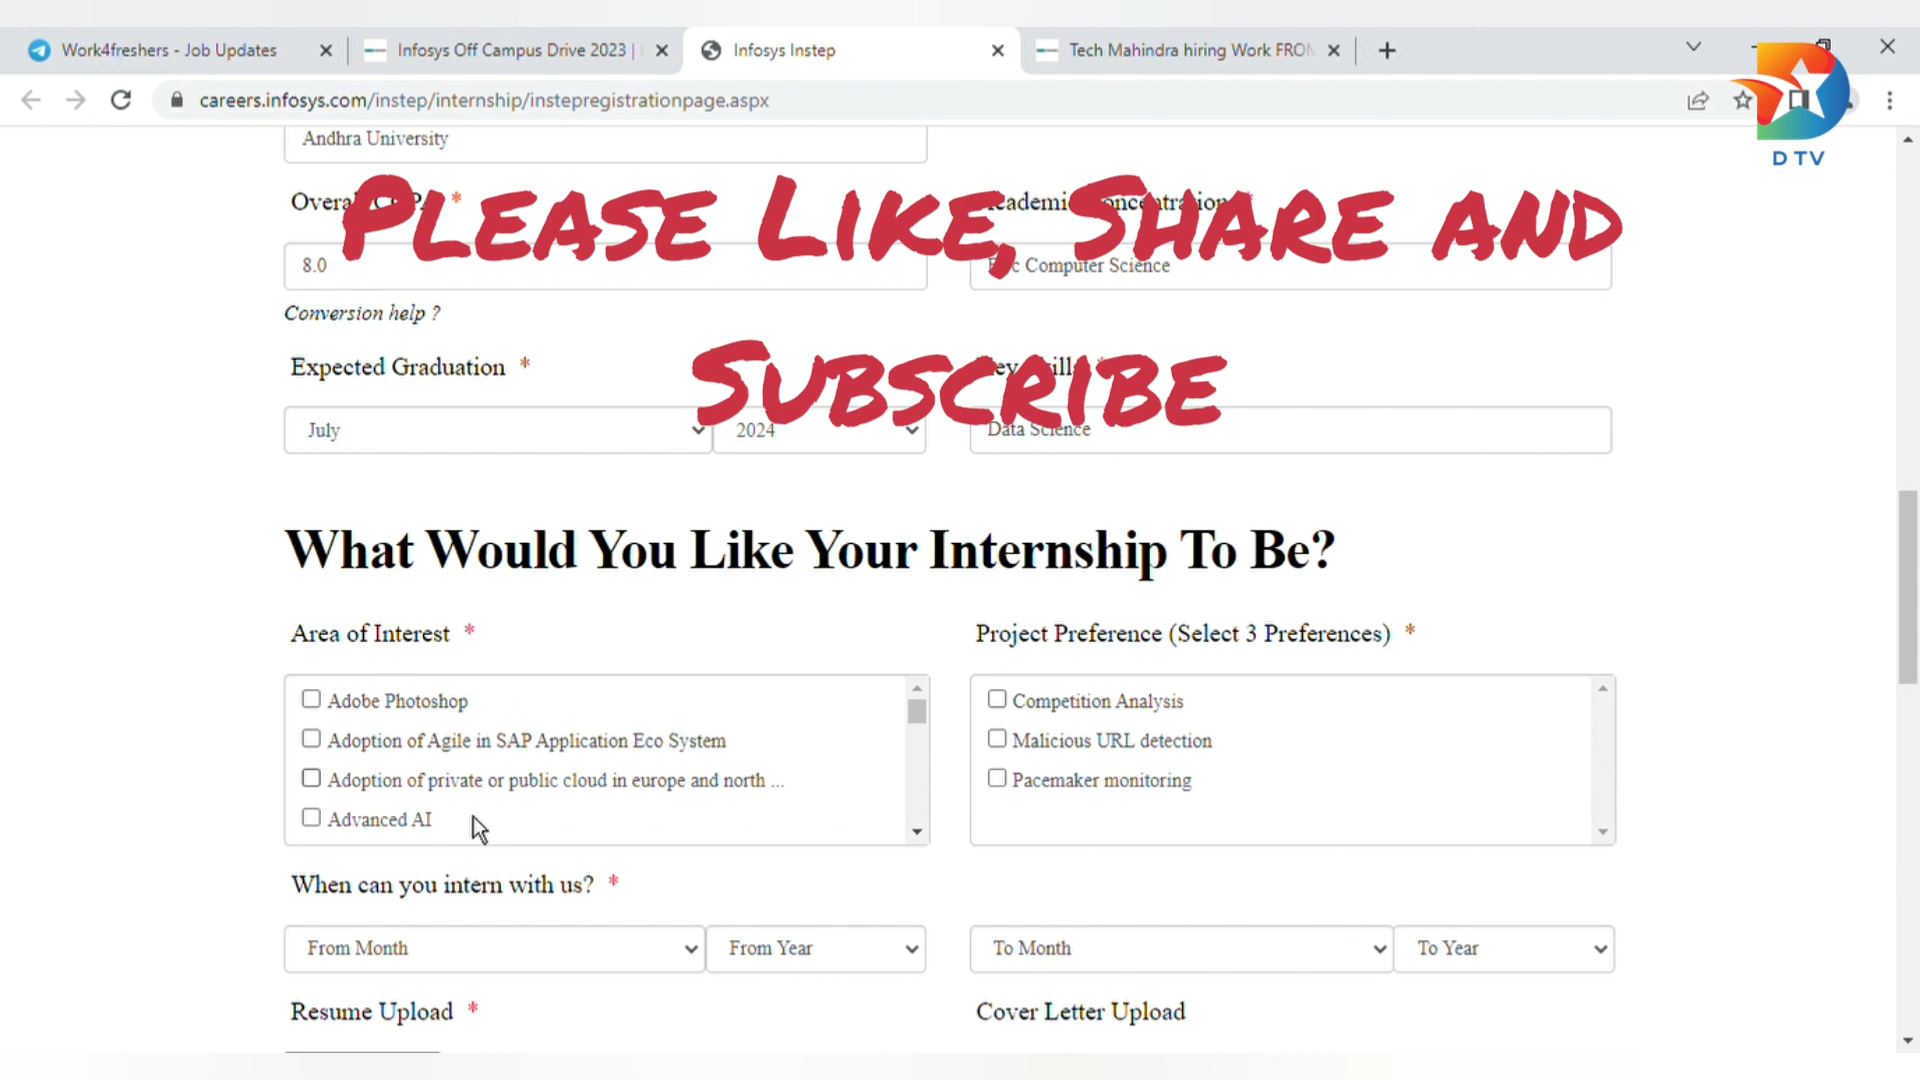 Work4freshers - Job Updates
Infosys Off Campus Drive 2023 |
Infosys Instep
Tech Mahindra hiring Work FROM
careers.infosys.com/instep/internship/instepregistrationpage.aspx
D TV
Andhra University
Please Like, Share and
Subscribe
8.0
Computer Science
Conversion help ?
Expected Graduation *
July
2024
Data Science
What Would You Like Your Internship To Be?
Area of Interest *
Project Preference (Select 3 Preferences) *
Adobe Photoshop
Adoption of Agile in SAP Application Eco System
Adoption of private or public cloud in europe and north ...
Advanced AI
Competition Analysis
Malicious URL detection
Pacemaker monitoring
When can you intern with us? *
From Month
From Year
To Month
To Year
Resume Upload *
Cover Letter Upload